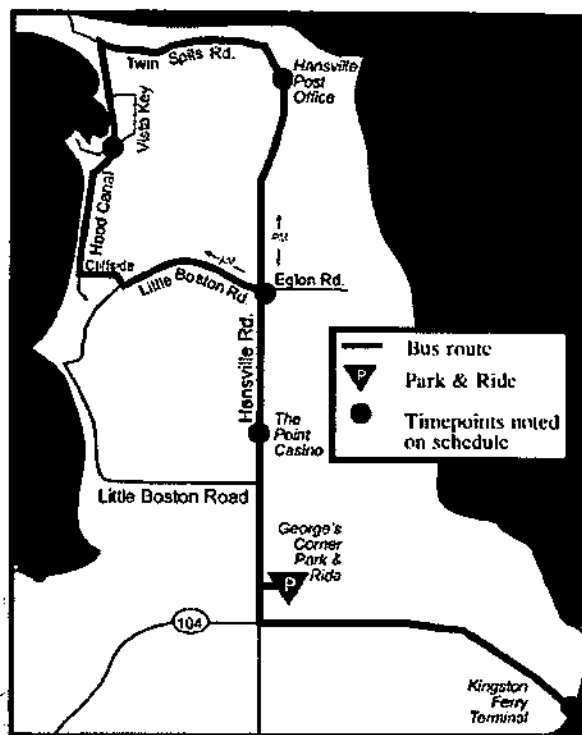 Twin Spits Rd.
Hansville
Post
Office
Vista Key
Hood Canal
Cliffside
Little Boston Rd.
AM
PM
Eglon Rd.
Hansville Rd.
Bus route
P
Park & Ride
Timepoints noted
on schedule
The
Point
Casino
Little Boston Road
George's
Corner
Park &
Ride
P
104
Kingston
Ferry
Terminal